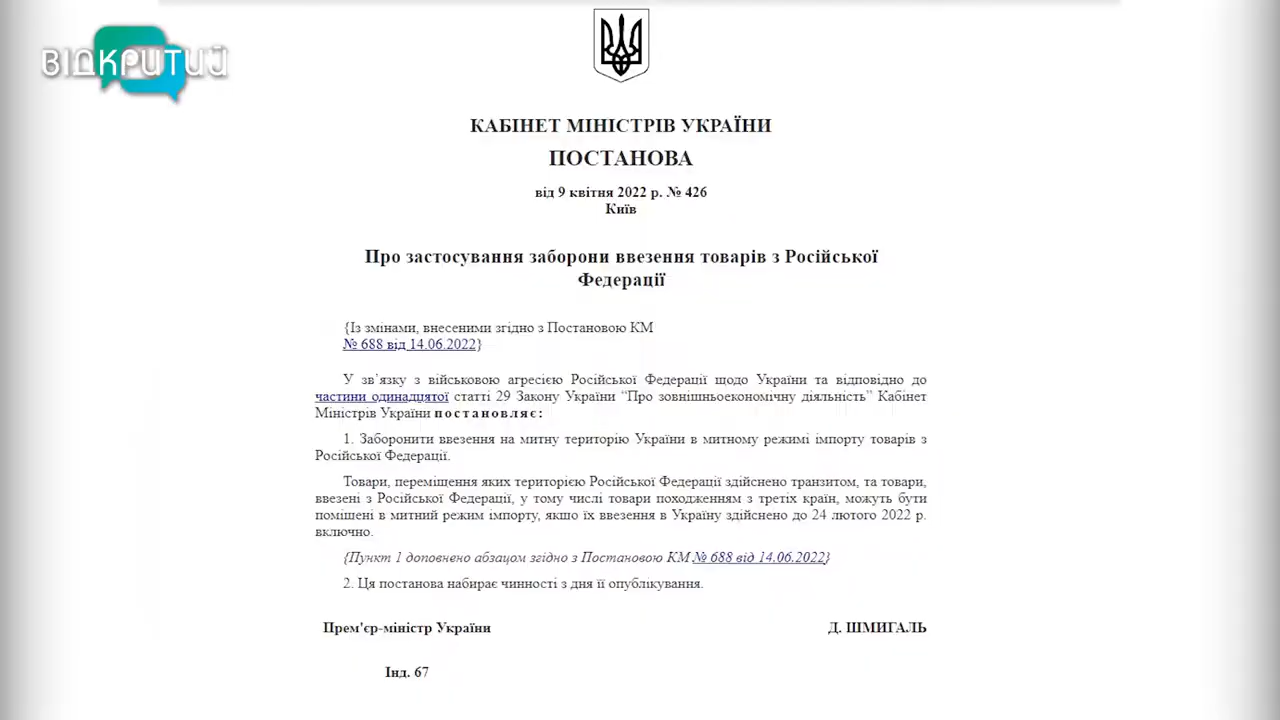 ВІДКРИТИЙ
КАБІНЕТ МІНІСТРІВ УКРАЇНИ
ПОСТАНОВА
від 9 квітня 2022 р. № 426
Київ
Про застосування заборони ввезення товарів з Російської
Федерації
{Із змінами, внесеними згідно з Постановою КМ
№ 688 від 14.06.2022}
У зв’язку з військовою агресією Російської Федерації щодо України та відповідно до
частини одинадцятої статті 29 Закону України “Про зовнішньоекономічну діяльність” Кабінет
Міністрів України постановляє:
1. Заборонити ввезення на митну територію України в митному режимі імпорту товарів з
Російської Федерації.
Товари, переміщення яких територією Російської Федерації здійснено транзитом, та товари,
ввезені з Російської Федерації, у тому числі товари походженням з третіх країн, можуть бути
поміщені в митний режим імпорту, якщо їх ввезення в Україну здійснено до 24 лютого 2022 р.
включно.
{Пункт 1 доповнено абзацом згідно з Постановою КМ № 688 від 14.06.2022}
2. Ця постанова набирає чинності з дня її опублікування.
Прем'єр-міністр України Д. ШМИГАЛЬ
Інд. 67